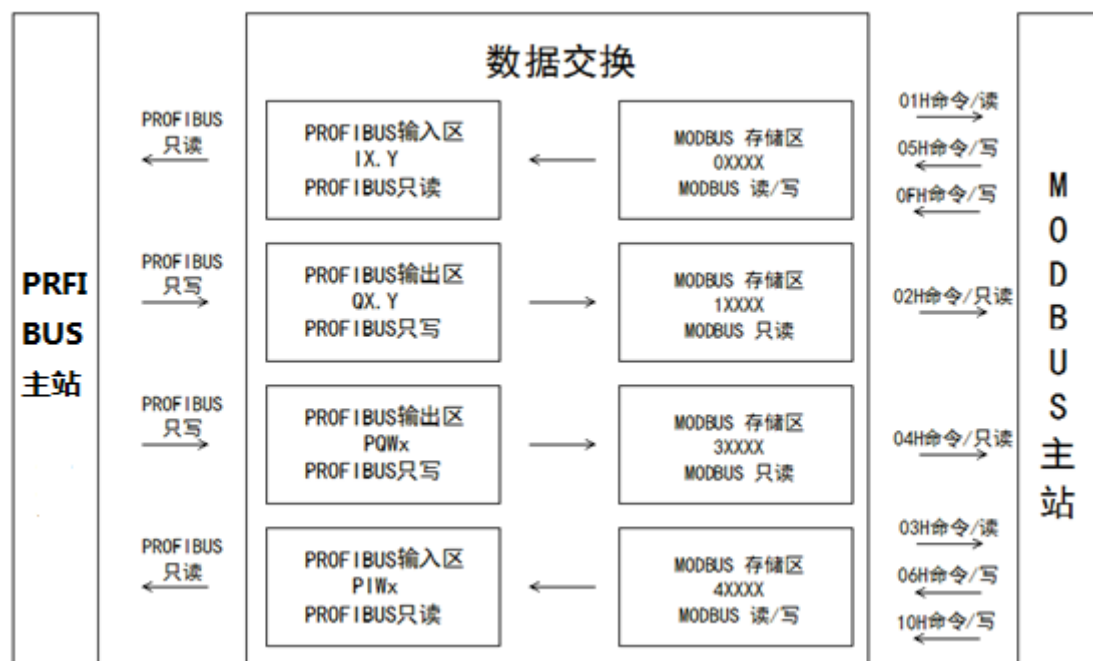 数据交换
PRFI
BUS
主站
PROFIBUS
只读
PROFIBUS输入区
IX.Y
PROFIBUS只读
MODBUS 存储区
0XXXX
MODBUS 读/写
01H命令/读
05H命令/写
0FH命令/写
PROFIBUS
只写
PROFIBUS输出区
QX.Y
PROFIBUS只写
MODBUS 存储区
1XXXX
MODBUS 只读
02H命令/只读
PROFIBUS
只写
PROFIBUS输出区
PQWx
PROFIBUS只写
MODBUS 存储区
3XXXX
MODBUS 只读
04H命令/只读
PROFIBUS
只读
PROFIBUS输入区
PIWx
PROFIBUS只读
MODBUS 存储区
4XXXX
MODBUS 读/写
03H命令/读
06H命令/写
10H命令/写
M
O
D
B
U
S
主
站